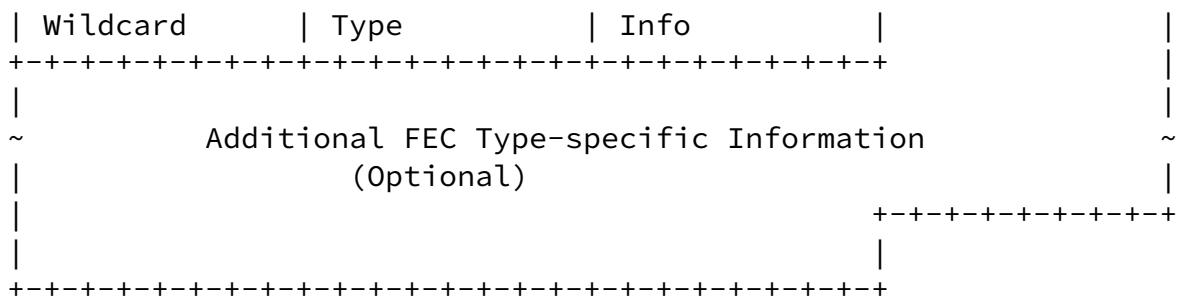 | Wildcard      | Type          | Info          |               |
+-+-+-+-+-+-+-+-+-+-+-+-+-+-+-+-+-+-+-+-+-+-+-+-+               |
|                                                               |
~          Additional FEC Type-specific Information             ~
|                  (Optional)                                   |
|                                               +-+-+-+-+-+-+-+-+
|                                               |
+-+-+-+-+-+-+-+-+-+-+-+-+-+-+-+-+-+-+-+-+-+-+-+-+